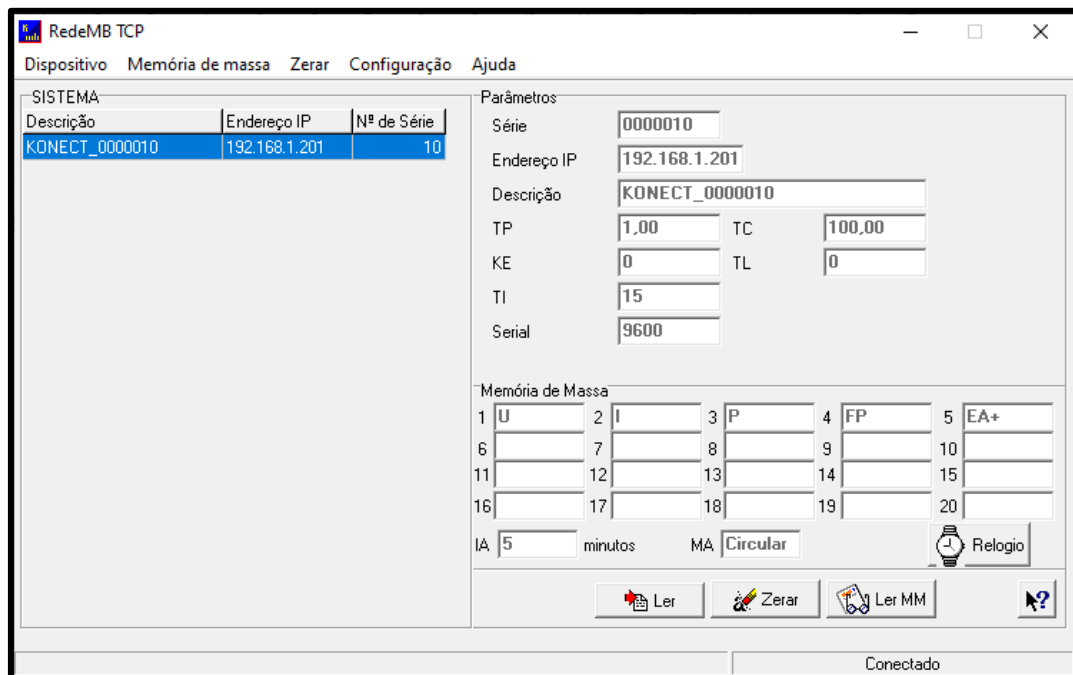 RedeMB TCP
Dispositivo Memória de massa Zerar Configuração Ajuda
SISTEMA
Descrição Endereço IP Nº de Série
KONECT_0000010 192.168.1.201 10
Parâmetros
Série 0000010
Endereço IP 192.168.1.201
Descrição KONECT_0000010
TP 1,00 TC 100,00
KE 0 TL 0
TI 15
Serial 9600
Memória de Massa
1 U 2 I 3 P 4 FP 5 EA+
6 7 8 9 10
11 12 13 14 15
16 17 18 19 20
IA 5 minutos MA Circular Relogio
Ler Zerar Ler MM ?
Conectado